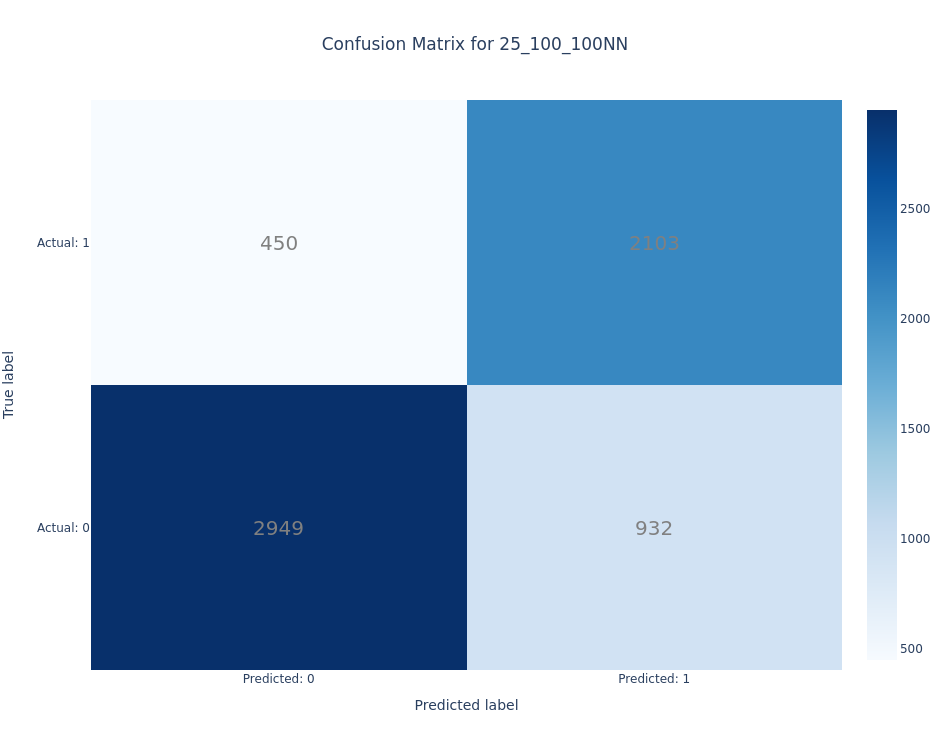 Confusion Matrix for 25_100_100NN
True label
Actual: 1
450
2103
2500
2000
1500
1000
500
Actual: 0
2949
932
Predicted: 0
Predicted: 1
Predicted label